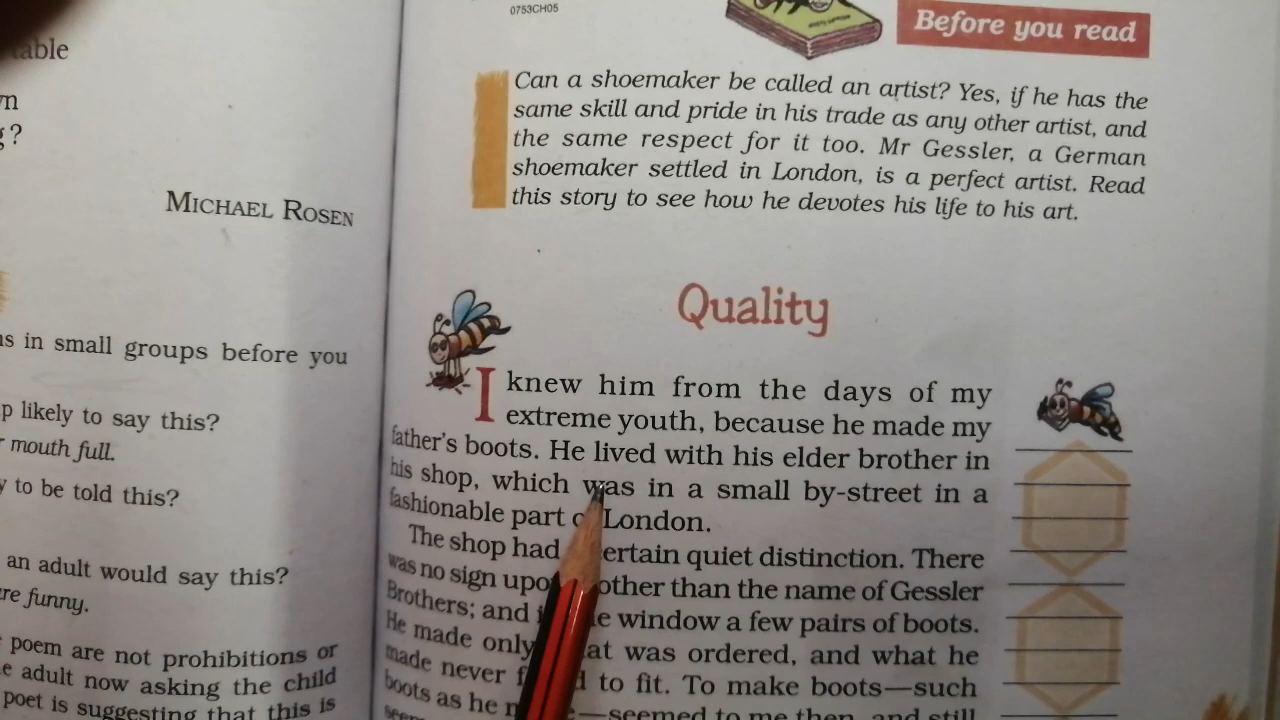 table
?
MICHAEL ROSEN
in small groups before you
likely to say this?
mouth full.
to be told this?
an adult would say this?
funny.
poem are not prohibitions or
adult now asking the child
poet is suggesting that this is
0753CH05
Before you read
Can a shoemaker be called an artist? Yes, if he has the
same skill and pride in his trade as any other artist, and
the same respect for it too. Mr Gessler, a German
shoemaker settled in London, is a perfect artist. Read
this story to see how he devotes his life to his art.
Quality
I knew him from the days of my
extreme youth, because he made my
father's boots. He lived with his elder brother in
his shop, which was in a small by-street in a
fashionable part London.
The shop had quiet distinction. There
was no sign other than the name of Gessler
Brothers; and window a few pairs of boots.
He made only was ordered, and what he
made never to fit. To make boots—such
boots as he —seemed to me then, and still